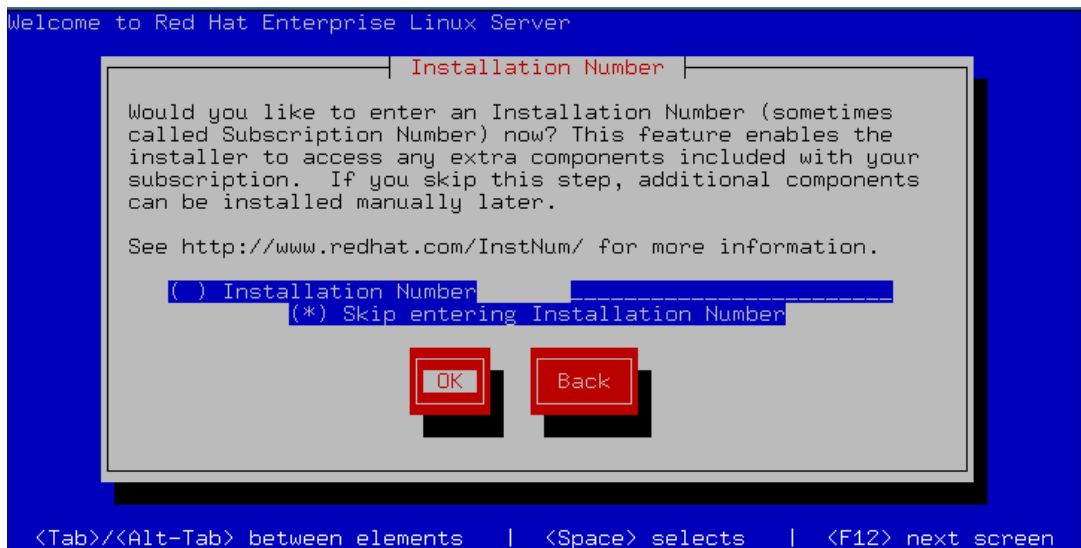 Welcome to Red Hat Enterprise Linux Server
Installation Number
Would you like to enter an Installation Number (sometimes
called Subscription Number) now? This feature enables the
installer to access any extra components included with your
subscription.  If you skip this step, additional components
can be installed manually later.
See http://www.redhat.com/InstNum/ for more information.
( ) Installation Number ________________________
(*) Skip entering Installation Number
OK Back
<Tab>/<Alt-Tab> between elements | <Space> selects | <F12> next screen